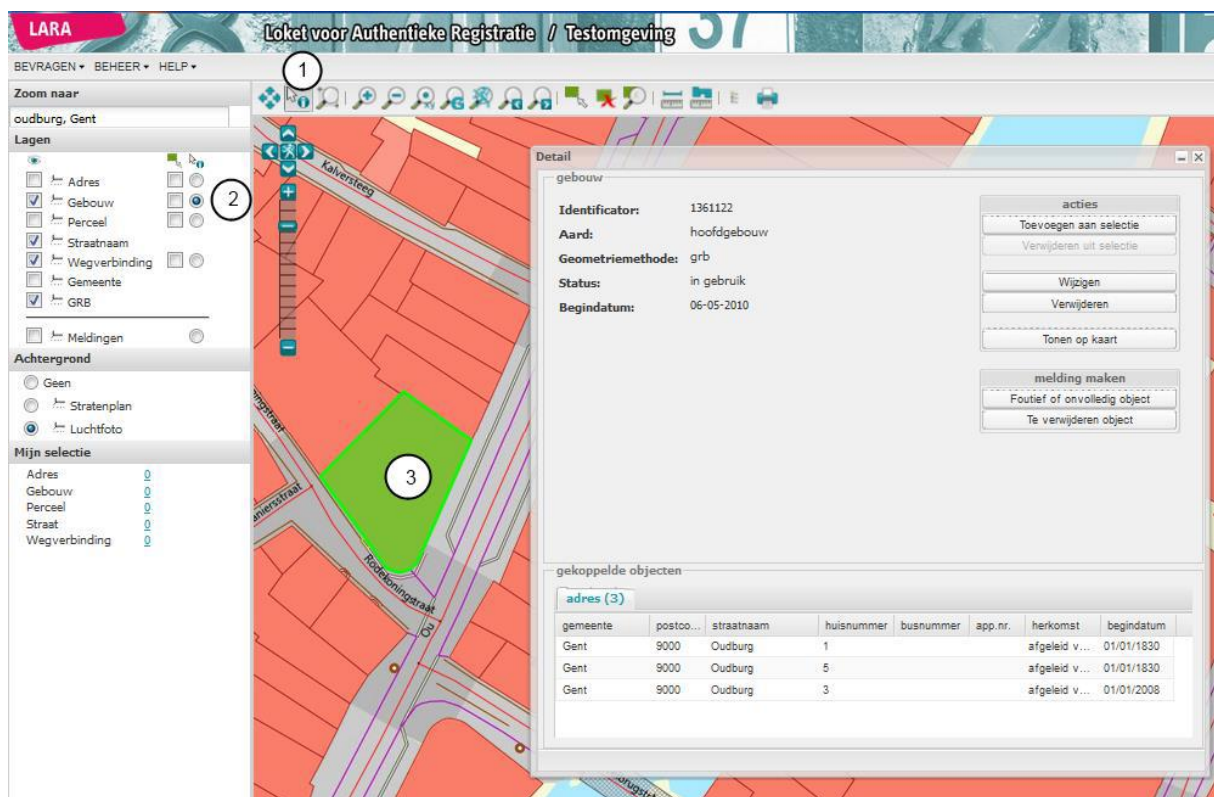 LARA
Loket voor Authentieke Registratie / Testomgeving
37
BEVRAGEN BEHEER HELP
1
Zoom naar
oudburg, Gent
Lagen
Adres
Gebouw
2
Perceel
Straatnaam
Wegverbinding
Gemeente
GRB
Meldingen
Achtergrond
Geen
Stratenplan
Luchtfoto
Mijn selectie
Adres 0
Gebouw 0
Perceel 0
Straat 0
Wegverbinding 0
Kalversteeg
3
Rodekoningstraat
Ou
Detail
gebouw
Identificator: 1361122
Aard: hoofdgebouw
Geometriemethode: grb
Status: in gebruik
Begindatum: 06-05-2010
acties
Toevoegen aan selectie
Verwijderen uit selectie
Wijzigen
Verwijderen
Tonen op kaart
melding maken
Foutief of onvolledig object
Te verwijderen object
gekoppelde objecten
adres (3)
gemeente postco... straatnaam huisnummer busnummer app.nr. herkomst begindatum
Gent 9000 Oudburg 1 afgeleid v... 01/01/1830
Gent 9000 Oudburg 5 afgeleid v... 01/01/1830
Gent 9000 Oudburg 3 afgeleid v... 01/01/2008